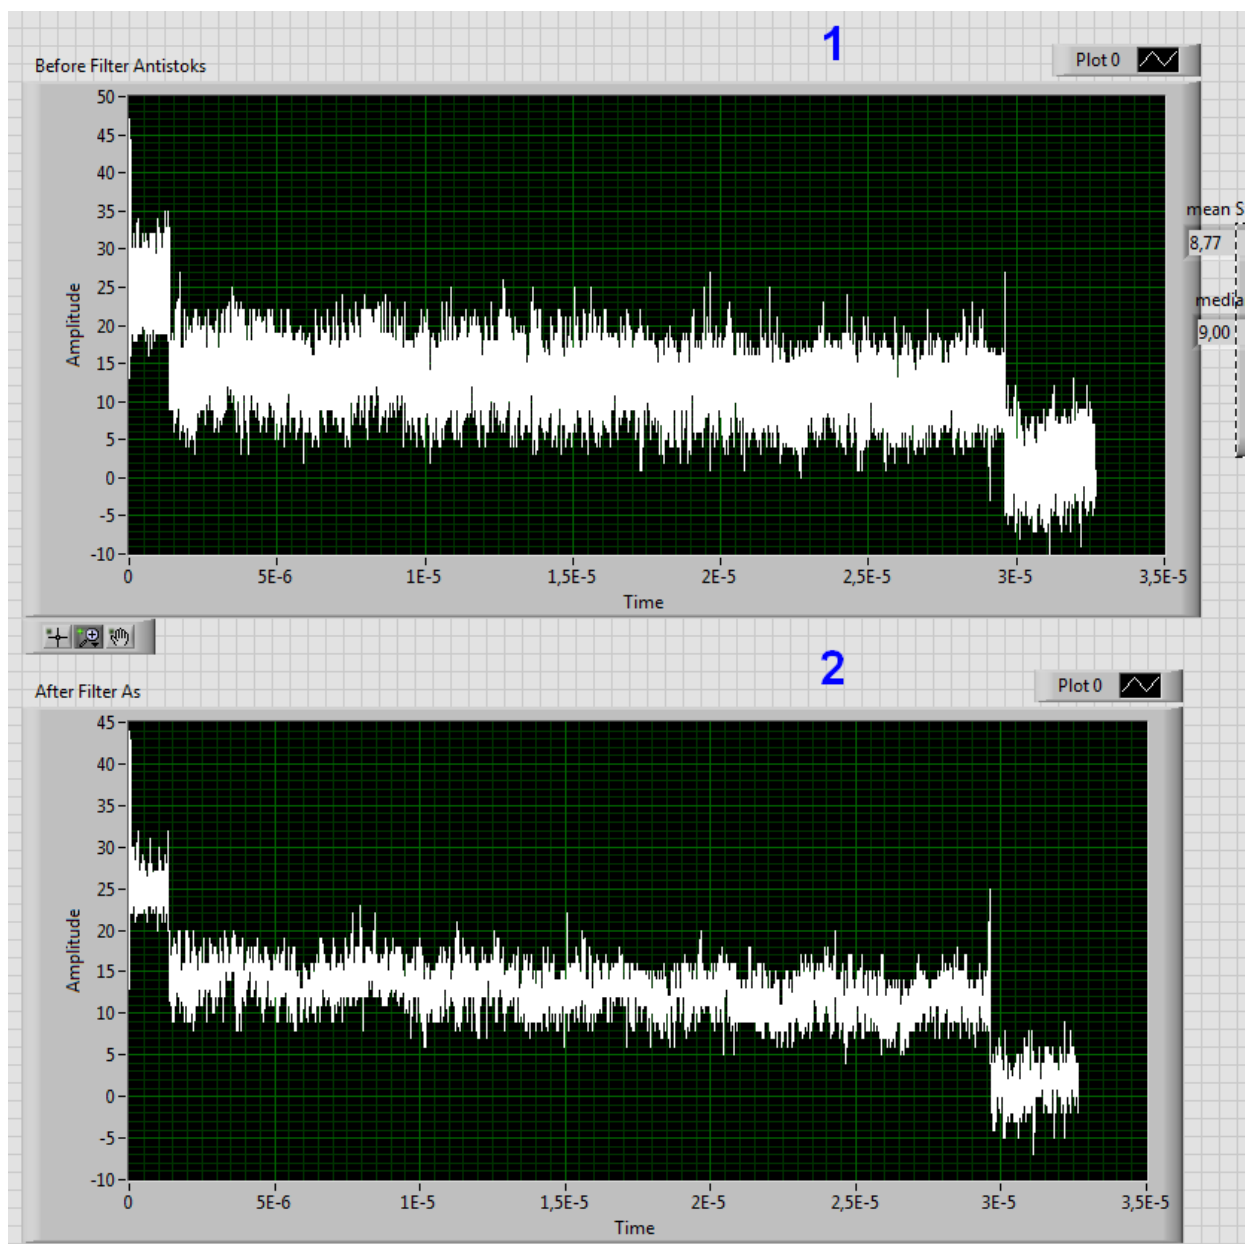 1
Before Filter Antistoks
Plot 0
50
45
40
35
30
25
20
15
10
5
0
-5
-10
Amplitude
0
5E-6
1E-5
1,5E-5
2E-5
2,5E-5
3E-5
3,5E-5
Time
mean S
8,77
media
9,00
2
After Filter As
Plot 0
45
40
35
30
25
20
15
10
5
0
-5
-10
Amplitude
0
5E-6
1E-5
1,5E-5
2E-5
2,5E-5
3E-5
3,5E-5
Time